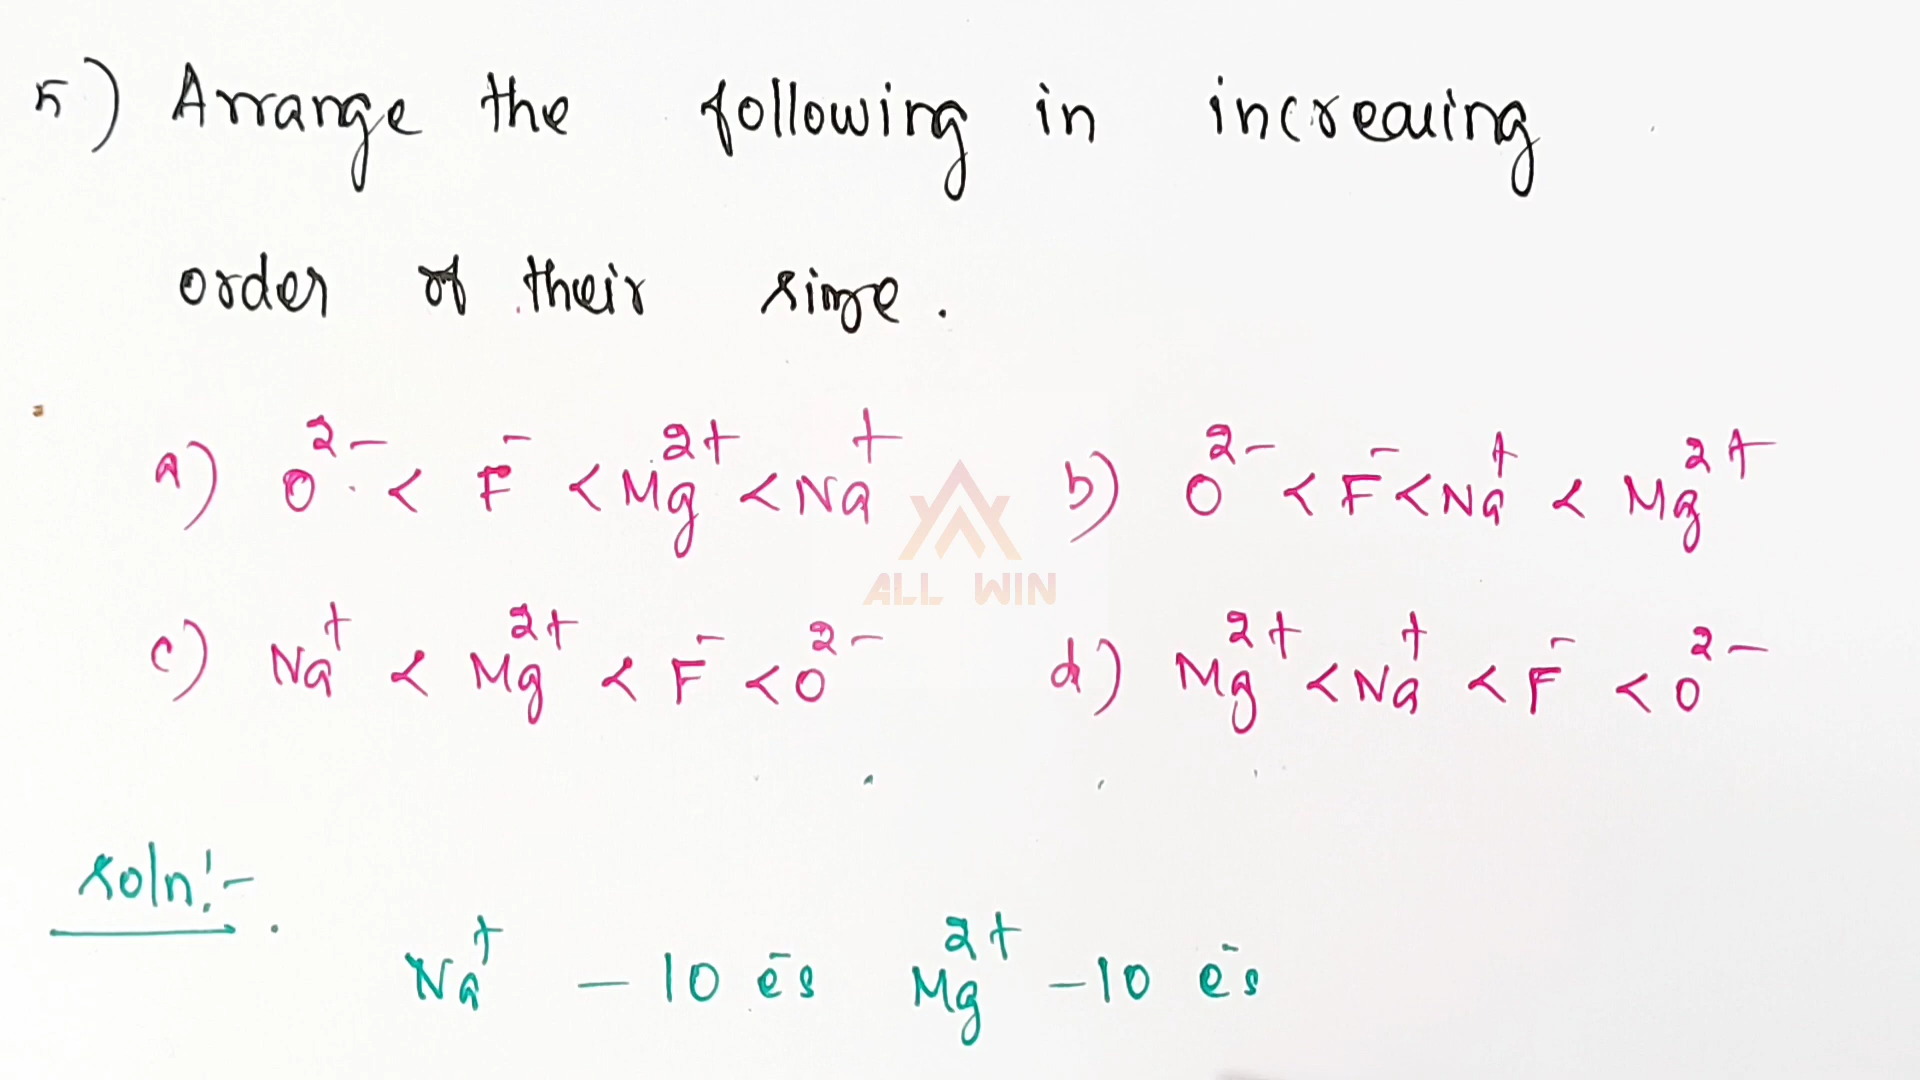 5) Arrange the following in increasing
order of their size.
a) O²⁻ < F⁻ < Mg²⁺ < Na⁺
b) O²⁻ < F⁻ < Na⁺ < Mg²⁺
ALL WIN
c) Na⁺ < Mg²⁺ < F⁻ < O²⁻
d) Mg²⁺ < Na⁺ < F⁻ < O²⁻
soln:-
Na⁺ – 10 e⁻s Mg²⁺ – 10 e⁻s